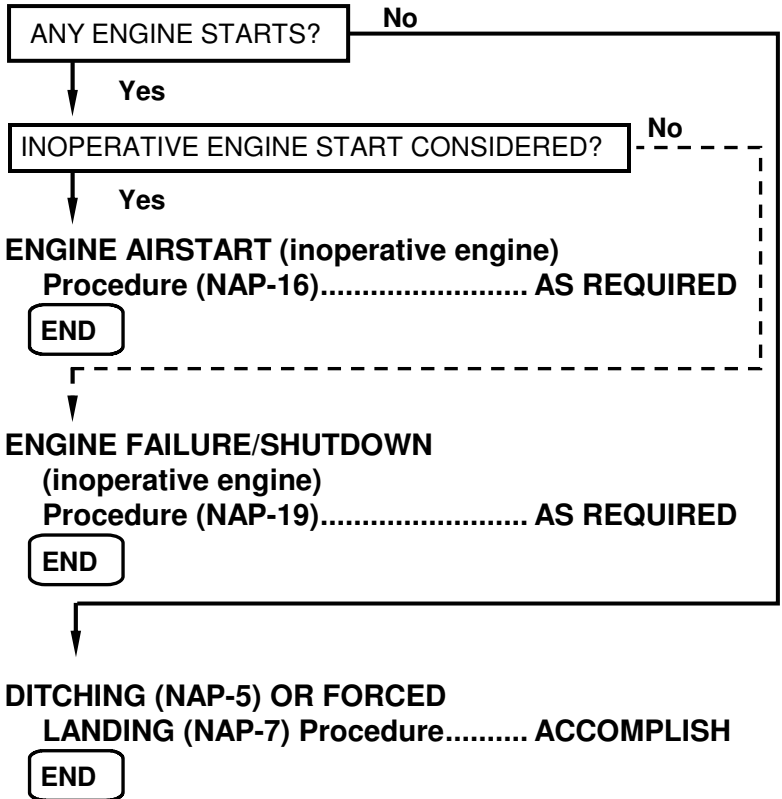 ANY ENGINE STARTS?
No
Yes
INOPERATIVE ENGINE START CONSIDERED?
No
Yes
ENGINE AIRSTART (inoperative engine)
Procedure (NAP-16)......................... AS REQUIRED
END
ENGINE FAILURE/SHUTDOWN
(inoperative engine)
Procedure (NAP-19)......................... AS REQUIRED
END
DITCHING (NAP-5) OR FORCED
LANDING (NAP-7) Procedure.......... ACCOMPLISH
END